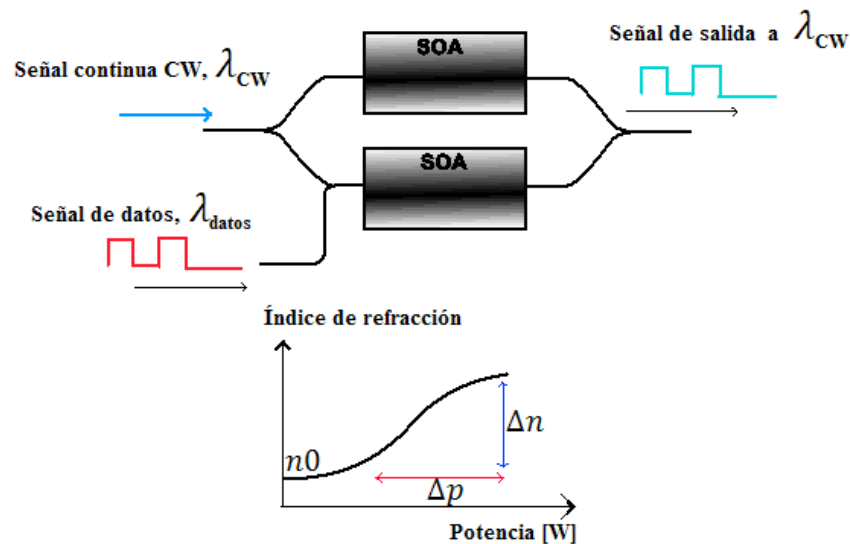 SOA
Señal de salida a λCW
Señal continua CW, λCW
SOA
Señal de datos, λdatos
Índice de refracción
n0
Δn
Δp
Potencia [W]